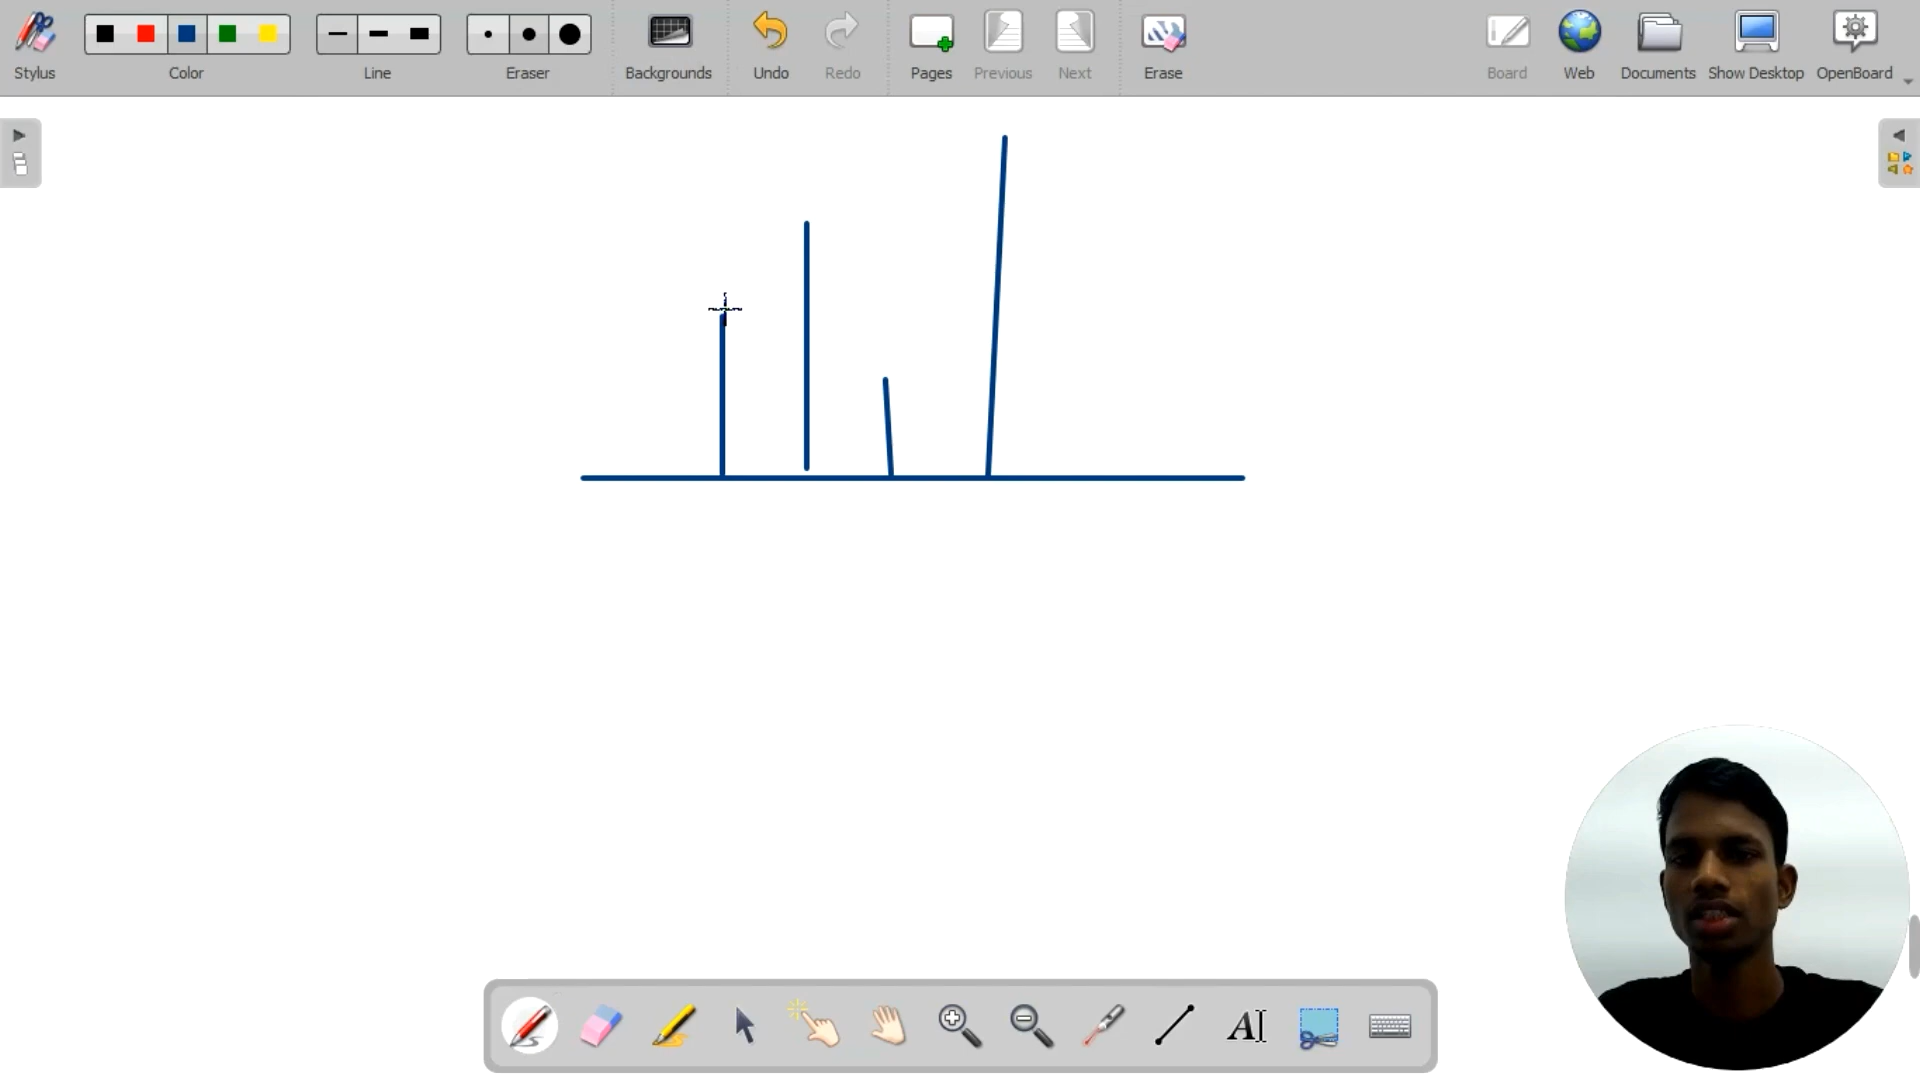 Stylus
Color
Line
Eraser
Backgrounds
Undo
Redo
Pages
Previous
Next
Erase
Board
Web
Documents
Show Desktop
OpenBoard
A